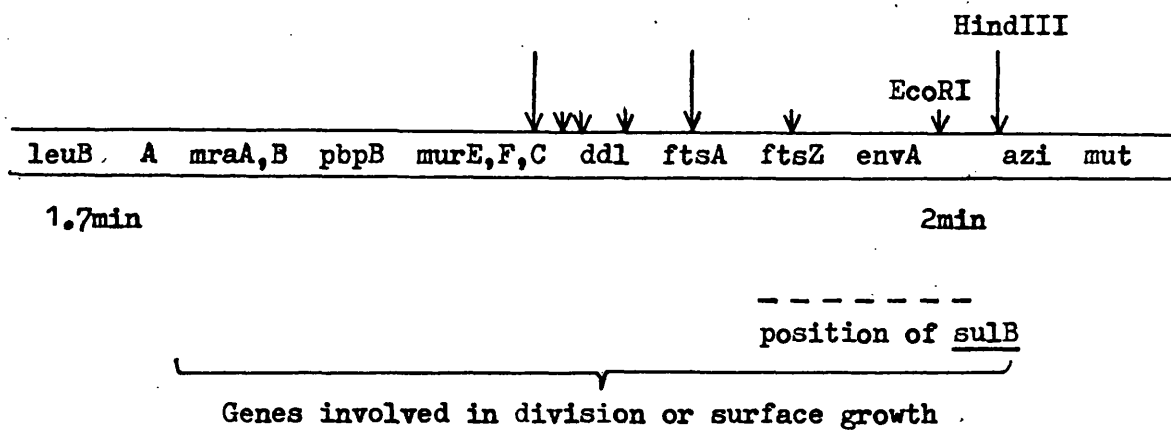 HindIII
EcoRI
leuB, A mraA,B pbpB murE,F,C ddl ftsA ftsZ envA azi mut
1.7min 2min
position of sulB
Genes involved in division or surface growth